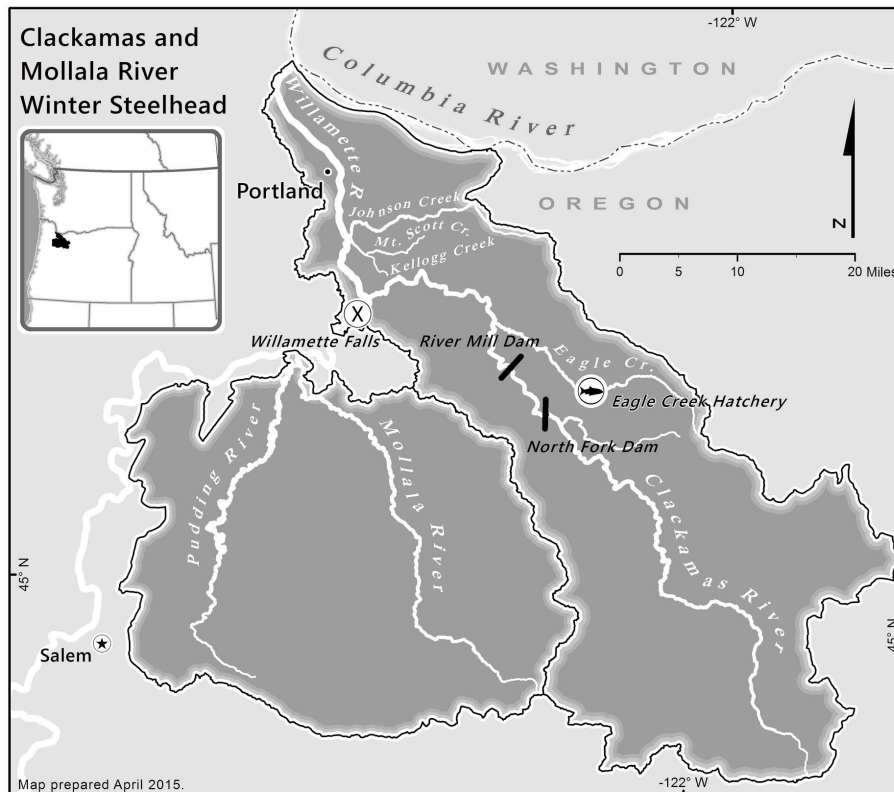 Clackamas and
Mollala River
Winter Steelhead
-122° W
Columbia River
WASHINGTON
OREGON
Willamette R
Portland
Johnson Creek
Mt. Scott Cr.
Kellogg Creek
N
0 5 10 20 Miles
X
Willamette Falls
River Mill Dam
Eagle Cr.
Eagle Creek Hatchery
North Fork Dam
Pudding River
Mollala River
Clackamas River
45° N
45° N
Salem
Map prepared April 2015.
-122° W